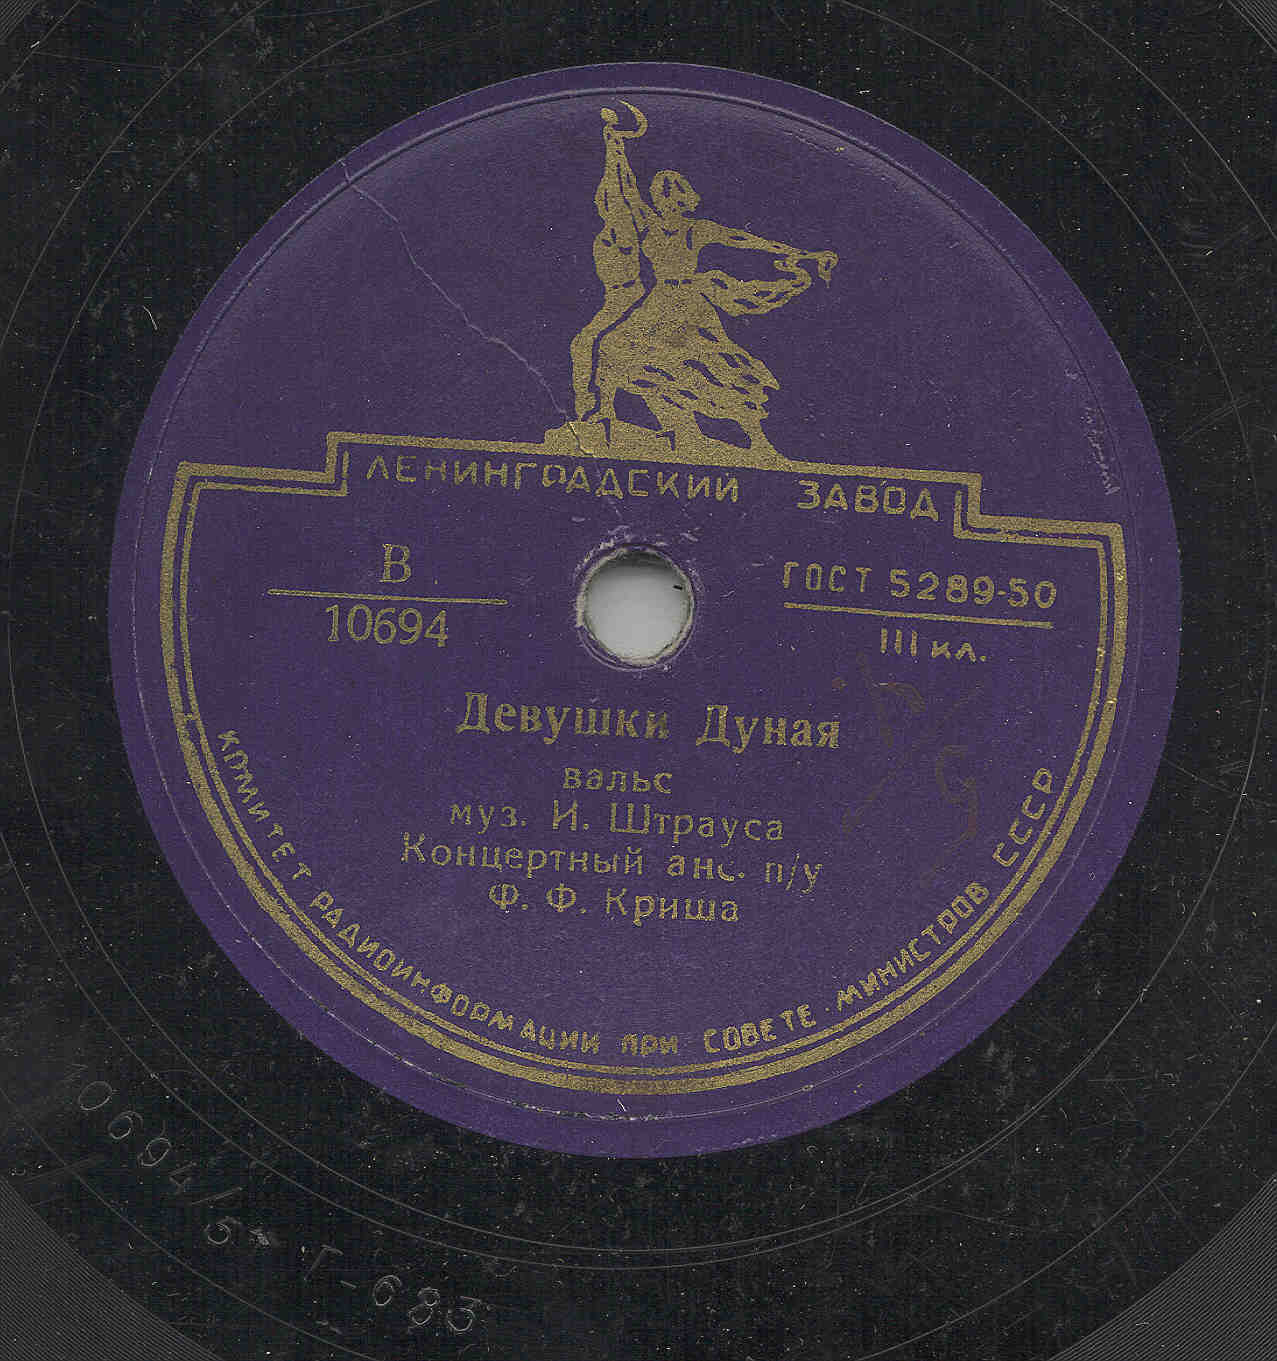 ЛЕНИНГРАДСКИЙ ЗАВОД
В
10694
ГОСТ 5289-50
III кл.
Девушки Дуная
вальс
муз. И. Штрауса
Концертный анс. п/у
Ф. Ф. Криша
КОМИТЕТ РАДИОИНФОРМАЦИИ ПРИ СОВЕТЕ МИНИСТРОВ СССР
10694/5 I-683